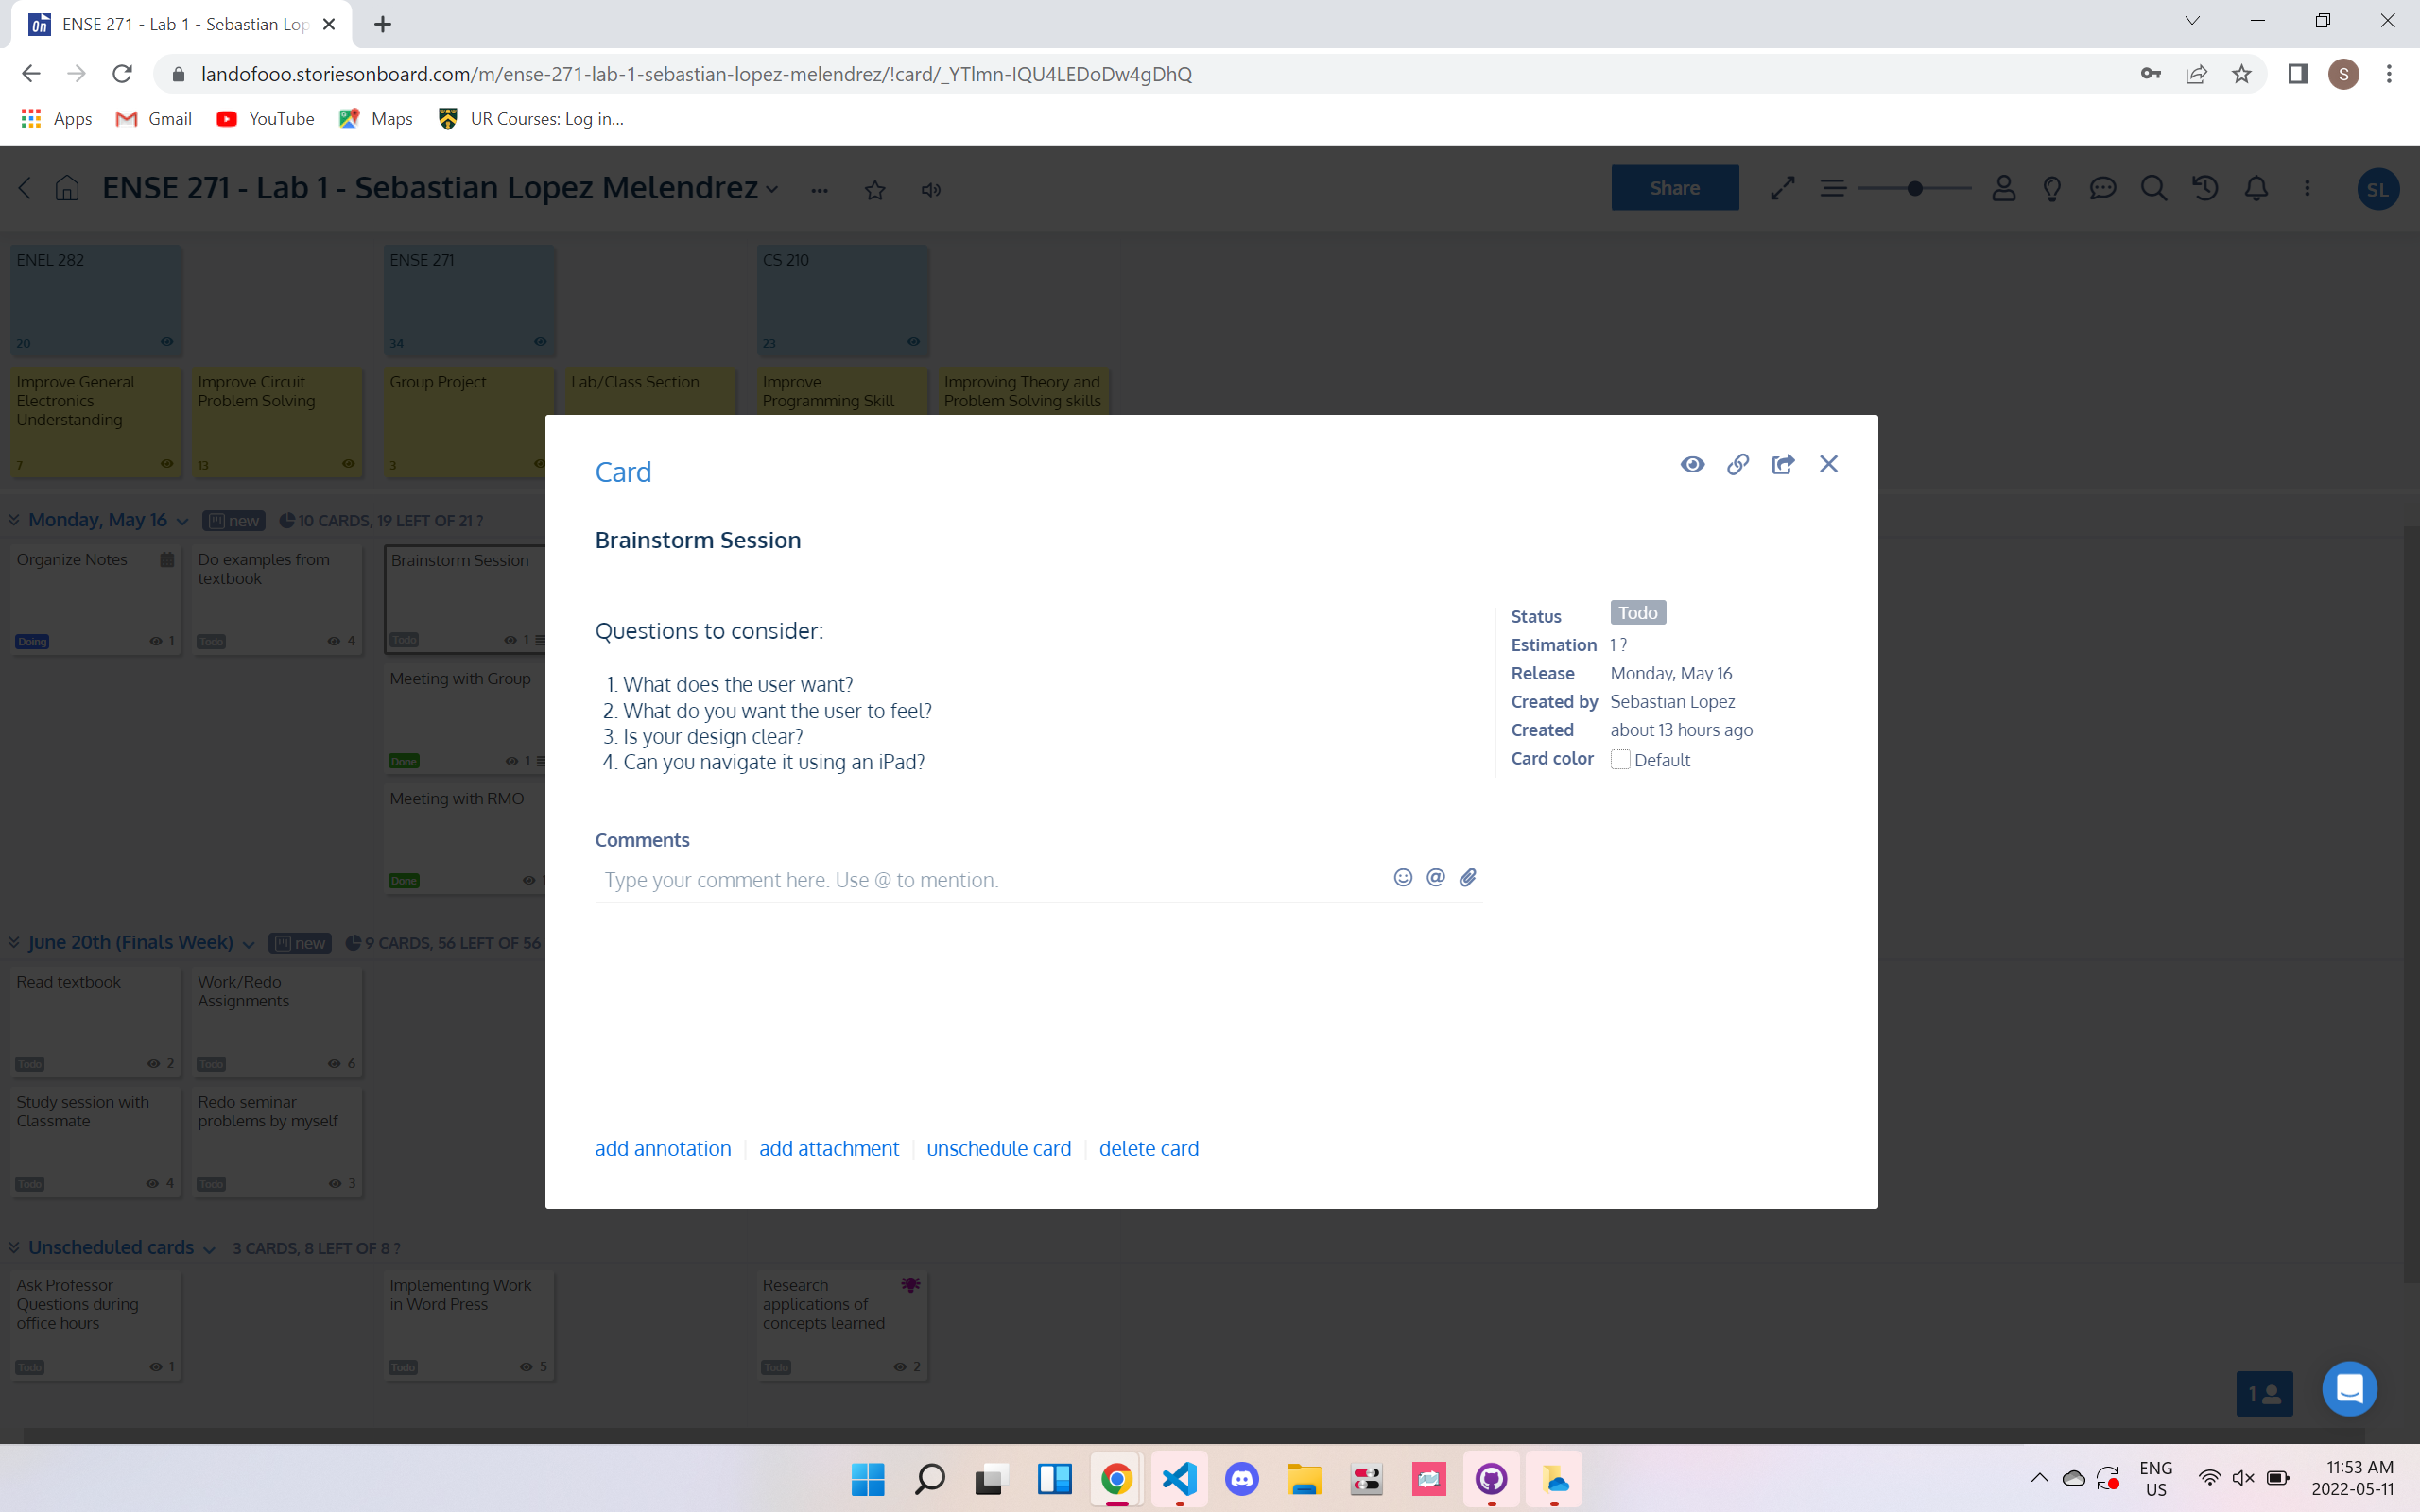 ENSE 271 - Lab 1 - Sebastian Lop
landofooo.storiesonboard.com/m/ense-271-lab-1-sebastian-lopez-melendrez/!card/_YTlmn-IQU4LEDoDw4gDhQ
Apps Gmail YouTube Maps UR Courses: Log in...
ENSE 271 - Lab 1 - Sebastian Lopez Melendrez
Share
SL
ENEL 282
20
ENSE 271
34
CS 210
23
Improve General
Electronics
Understanding
7
Improve Circuit
Problem Solving
13
Group Project
3
Lab/Class Section
Improve
Programming Skill
Improving Theory and
Problem Solving skills
Monday, May 16 new 10 CARDS, 19 LEFT OF 21 ?
Organize Notes
Doing 1
Do examples from
textbook
Todo 4
Brainstorm Session
Todo 1
Meeting with Group
Done 1
Meeting with RMO
Done
Card
Brainstorm Session
Questions to consider:
1. What does the user want?
2. What do you want the user to feel?
3. Is your design clear?
4. Can you navigate it using an iPad?
Status Todo
Estimation 1 ?
Release Monday, May 16
Created by Sebastian Lopez
Created about 13 hours ago
Card color Default
Comments
Type your comment here. Use @ to mention.
add annotation add attachment unschedule card delete card
June 20th (Finals Week) new 9 CARDS, 56 LEFT OF 56
Read textbook
Todo 2
Work/Redo
Assignments
Todo 6
Study session with
Classmate
Todo 4
Redo seminar
problems by myself
Todo 3
Unscheduled cards 3 CARDS, 8 LEFT OF 8 ?
Ask Professor
Questions during
office hours
Todo 1
Implementing Work
in Word Press
Todo 5
Research
applications of
concepts learned
Todo 2
1
ENG
US
11:53 AM
2022-05-11